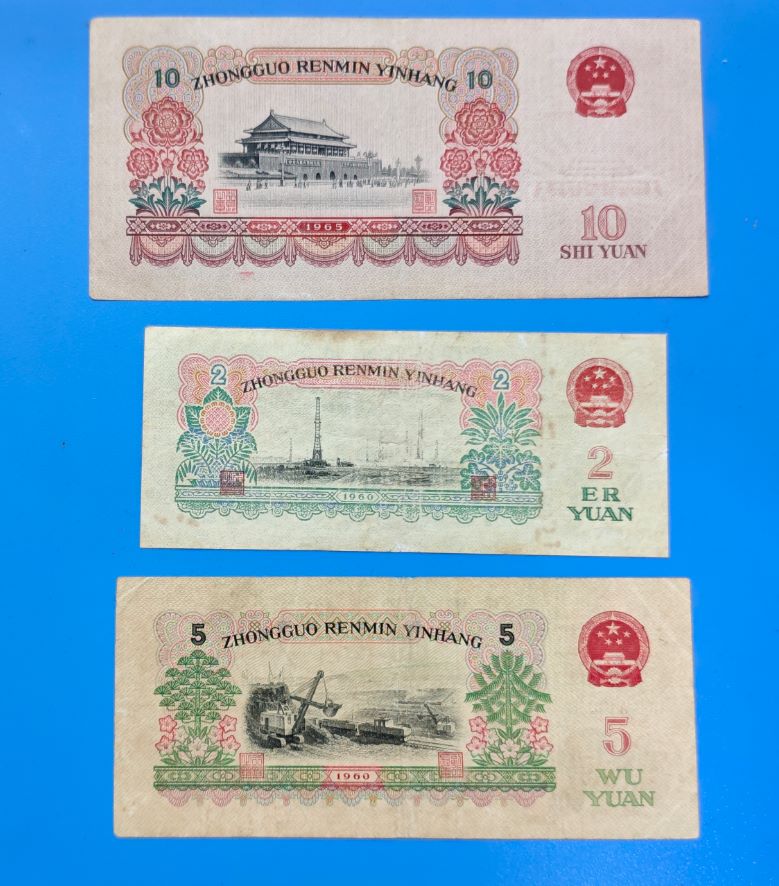 10 ZHONGGUO RENMIN YINHANG 10
1965
10
SHI YUAN
2 ZHONGGUO RENMIN YINHANG 2
1960
2
ER
YUAN
5 ZHONGGUO RENMIN YINHANG 5
1960
5
WU
YUAN